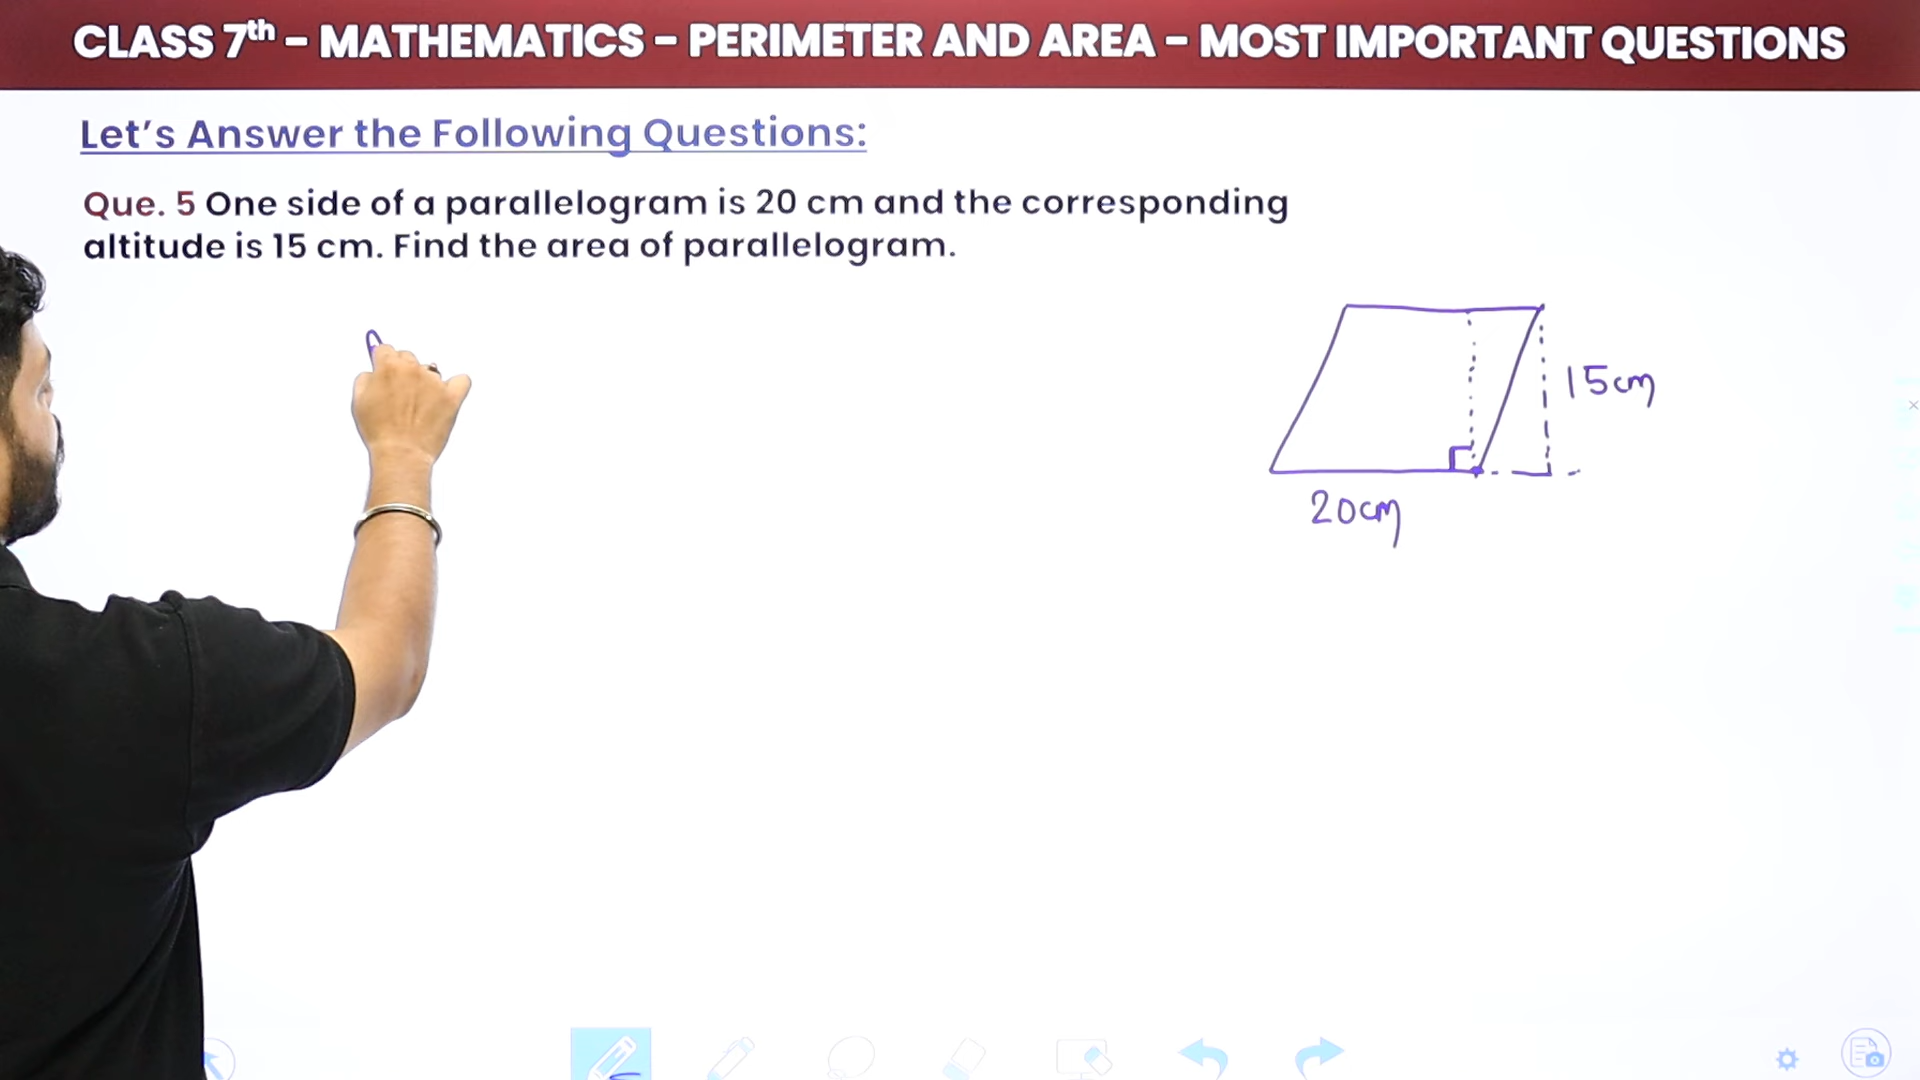 CLASS 7th - MATHEMATICS - PERIMETER AND AREA - MOST IMPORTANT QUESTIONS
Let's Answer the Following Questions:
Que. 5 One side of a parallelogram is 20 cm and the corresponding
altitude is 15 cm. Find the area of parallelogram.
15cm
20cm